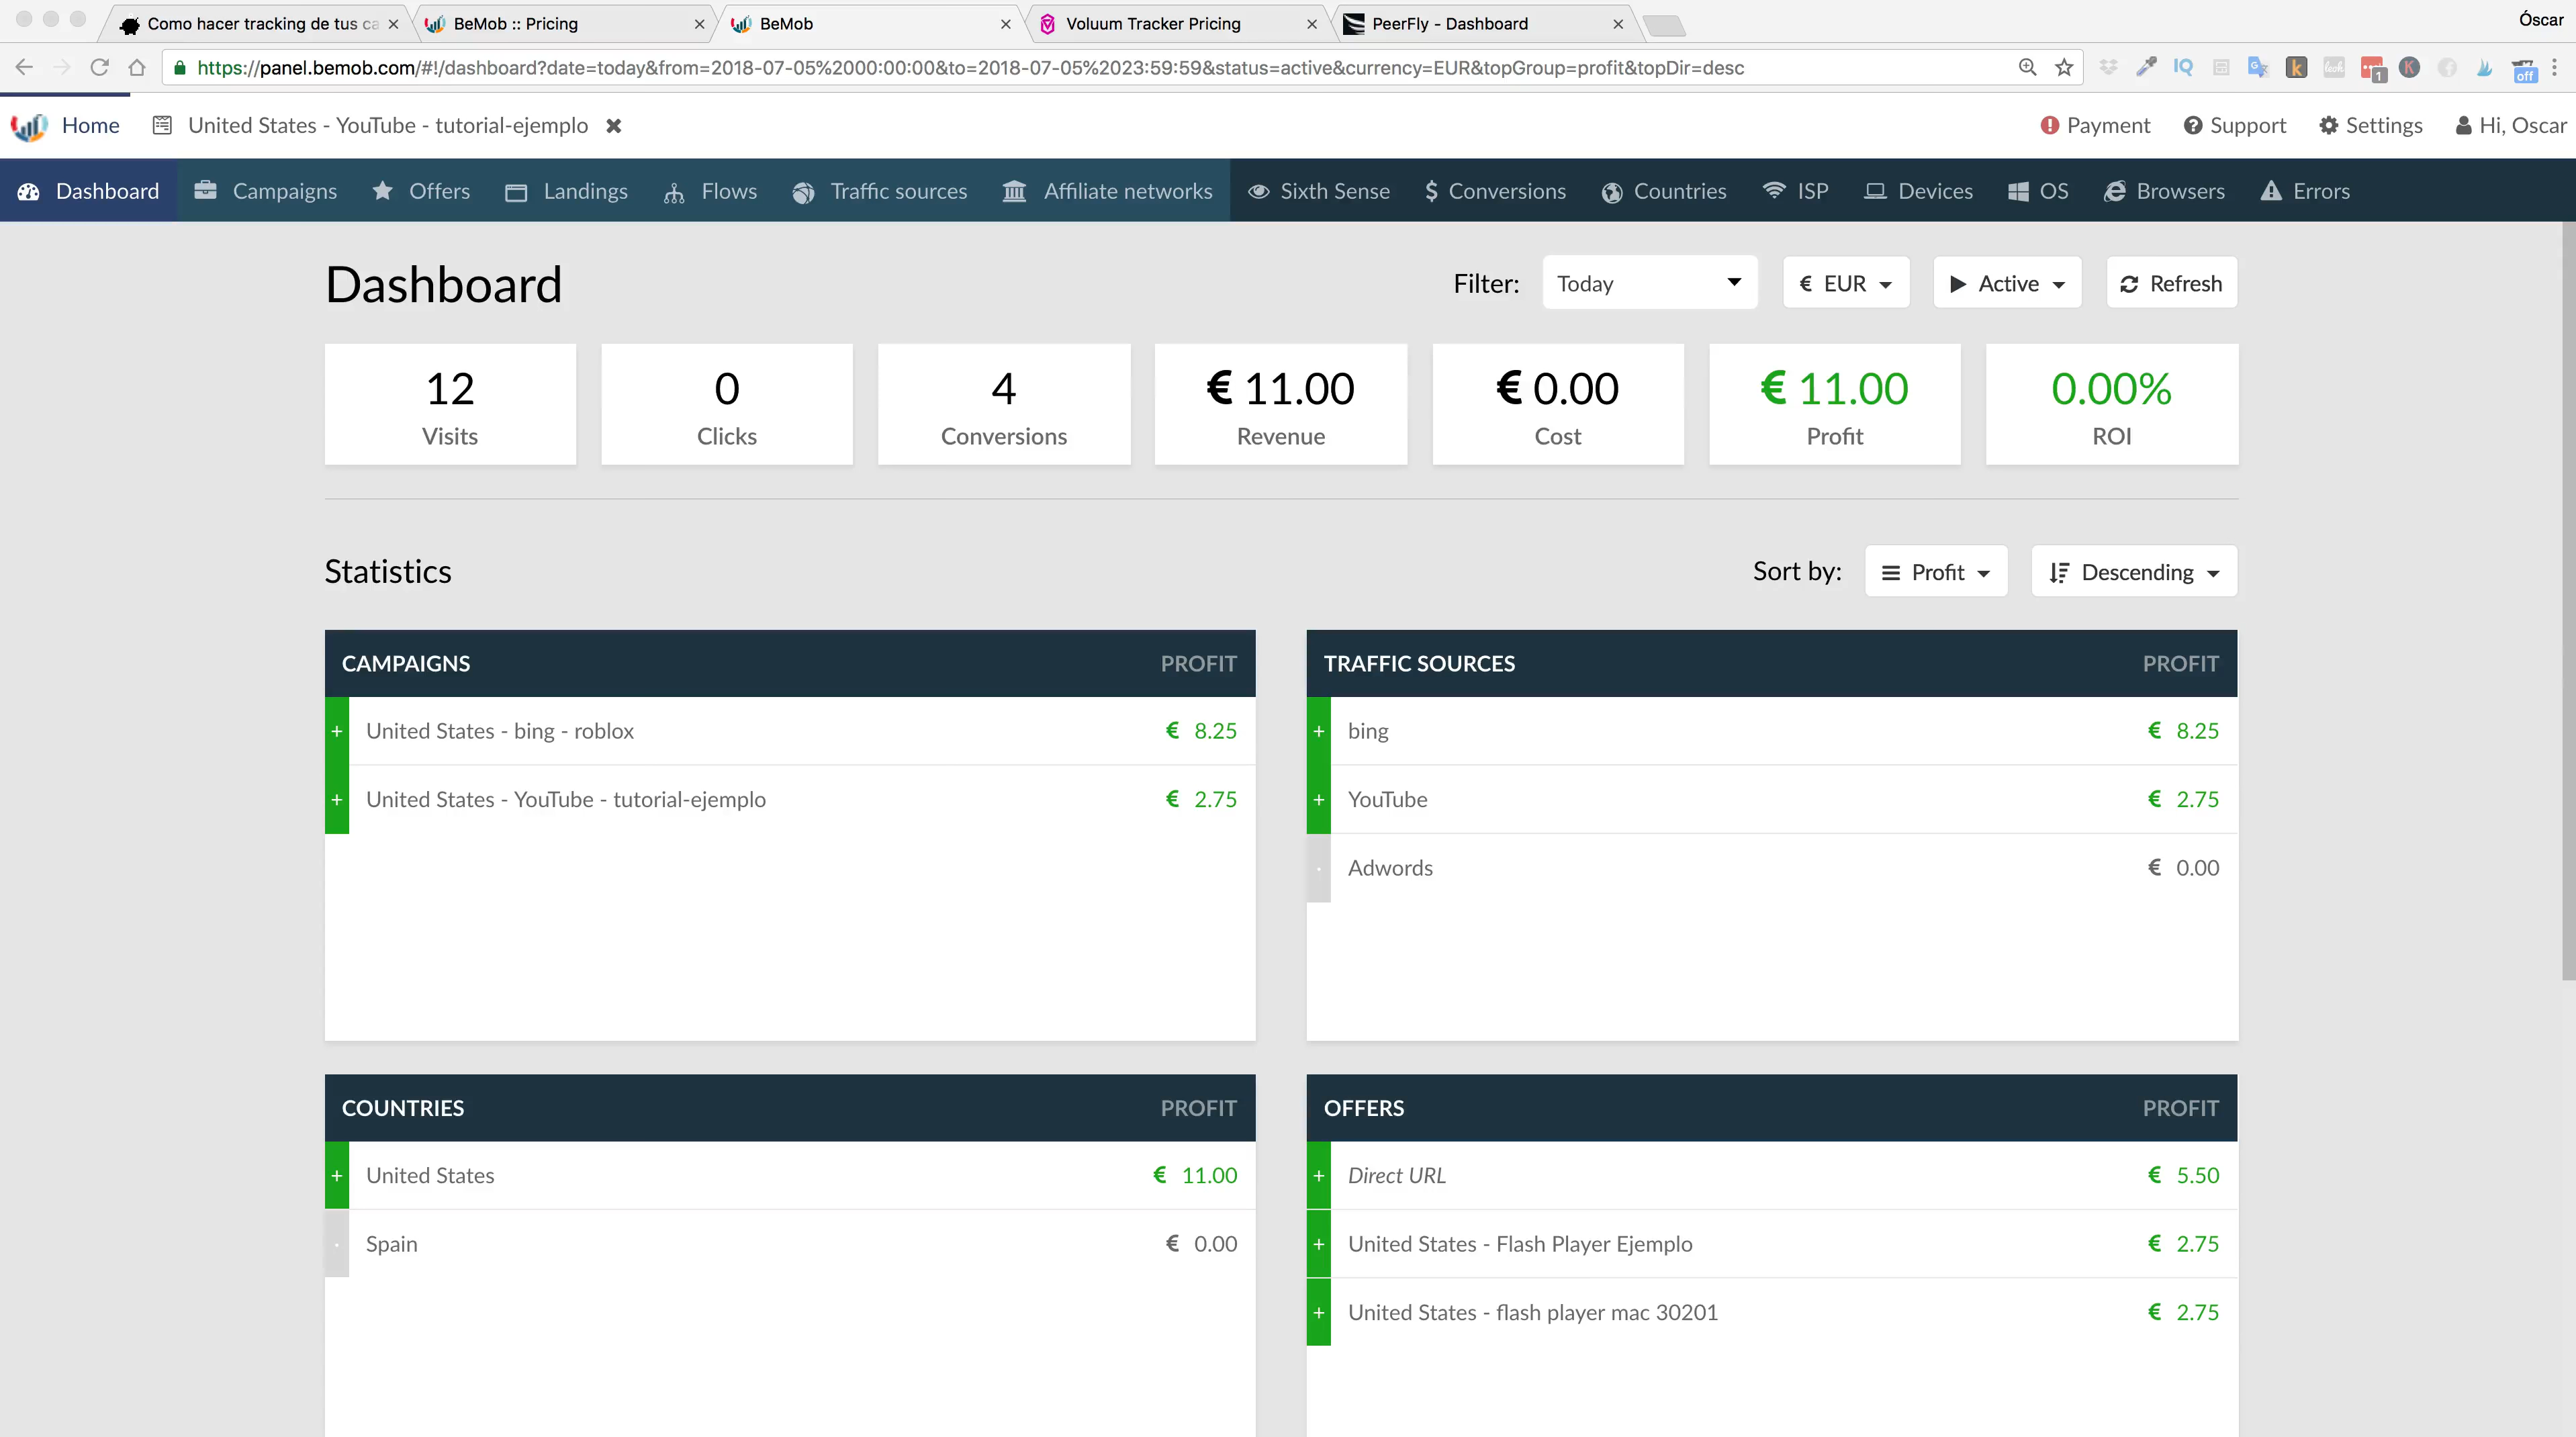 Como hacer tracking de tus ca
BeMob :: Pricing
BeMob
Voluum Tracker Pricing
PeerFly - Dashboard
Óscar
https://panel.bemob.com/#!/dashboard?date=today&from=2018-07-05%2000:00:00&to=2018-07-05%2023:59:59&status=active&currency=EUR&topGroup=profit&topDir=desc
IQ
k
1
K
off
Home
United States - YouTube - tutorial-ejemplo
Payment
Support
Settings
Hi, Oscar
Dashboard
Campaigns
Offers
Landings
Flows
Traffic sources
Affiliate networks
Sixth Sense
$ Conversions
Countries
ISP
Devices
OS
Browsers
Errors
Dashboard
Filter:
Today
€ EUR
Active
Refresh
12
Visits
0
Clicks
4
Conversions
€ 11.00
Revenue
€ 0.00
Cost
€ 11.00
Profit
0.00%
ROI
Statistics
Sort by:
Profit
Descending
CAMPAIGNS PROFIT
+ United States - bing - roblox € 8.25
+ United States - YouTube - tutorial-ejemplo € 2.75
TRAFFIC SOURCES PROFIT
+ bing € 8.25
+ YouTube € 2.75
Adwords € 0.00
COUNTRIES PROFIT
+ United States € 11.00
Spain € 0.00
OFFERS PROFIT
+ Direct URL € 5.50
+ United States - Flash Player Ejemplo € 2.75
+ United States - flash player mac 30201 € 2.75